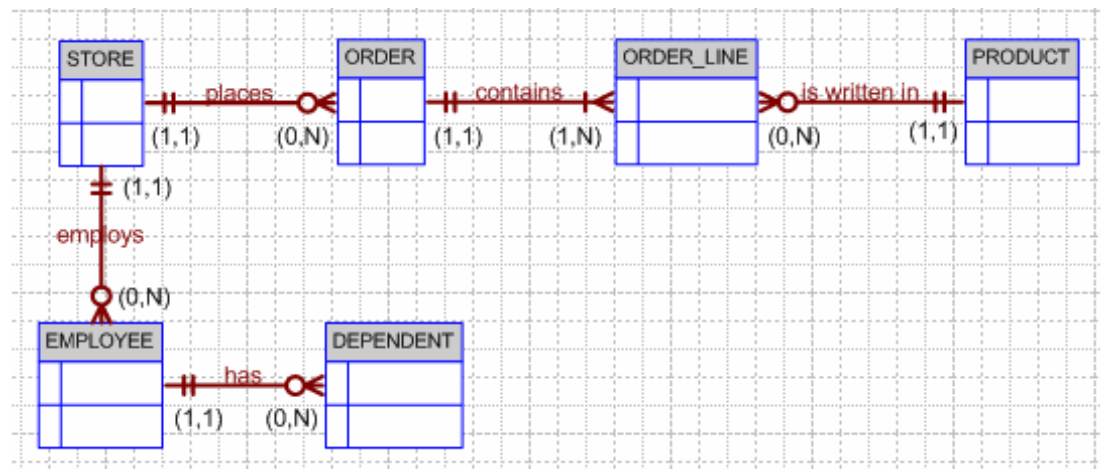 STORE
ORDER
ORDER_LINE
PRODUCT
places
contains
is written in
(1,1)
(0,N)
(1,1)
(1,N)
(0,N)
(1,1)
(1,1)
employs
(0,N)
EMPLOYEE
DEPENDENT
has
(1,1)
(0,N)